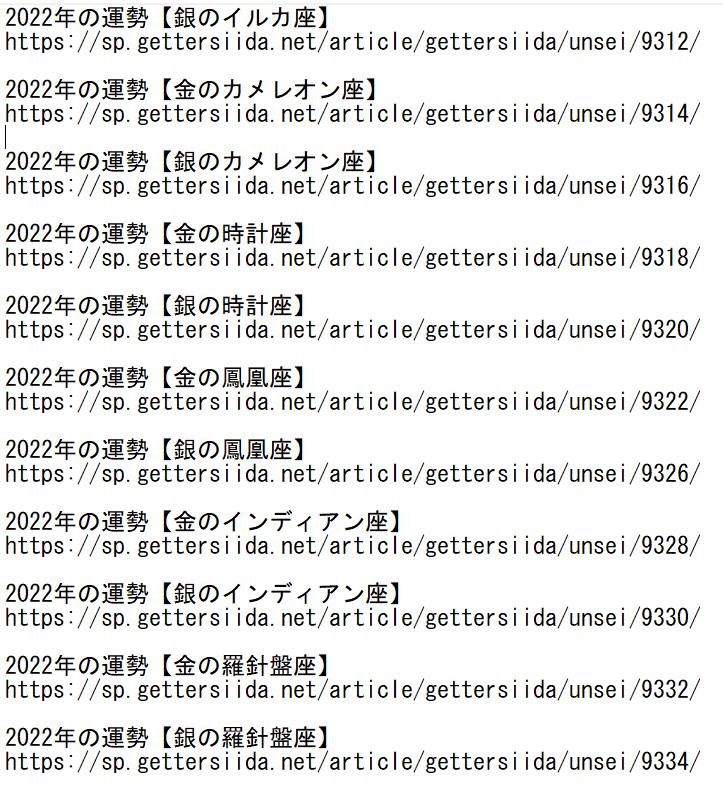 2022年の運勢【銀のイルカ座】
https://sp.gettersiida.net/article/gettersiida/unsei/9312/
2022年の運勢【金のカメレオン座】
https://sp.gettersiida.net/article/gettersiida/unsei/9314/
2022年の運勢【銀のカメレオン座】
https://sp.gettersiida.net/article/gettersiida/unsei/9316/
2022年の運勢【金の時計座】
https://sp.gettersiida.net/article/gettersiida/unsei/9318/
2022年の運勢【銀の時計座】
https://sp.gettersiida.net/article/gettersiida/unsei/9320/
2022年の運勢【金の鳳凰座】
https://sp.gettersiida.net/article/gettersiida/unsei/9322/
2022年の運勢【銀の鳳凰座】
https://sp.gettersiida.net/article/gettersiida/unsei/9326/
2022年の運勢【金のインディアン座】
https://sp.gettersiida.net/article/gettersiida/unsei/9328/
2022年の運勢【銀のインディアン座】
https://sp.gettersiida.net/article/gettersiida/unsei/9330/
2022年の運勢【金の羅針盤座】
https://sp.gettersiida.net/article/gettersiida/unsei/9332/
2022年の運勢【銀の羅針盤座】
https://sp.gettersiida.net/article/gettersiida/unsei/9334/